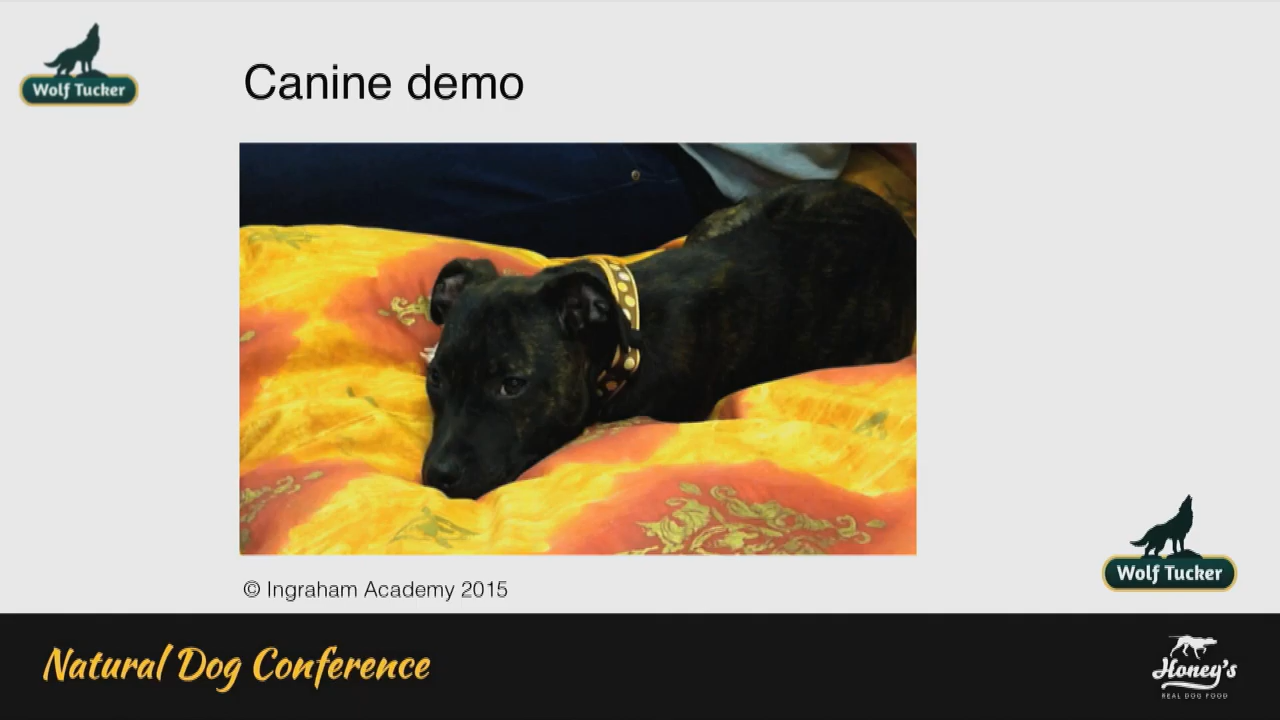 Wolf Tucker
Canine demo
© Ingraham Academy 2015
Wolf Tucker
Natural Dog Conference
Honey's
REAL DOG FOOD